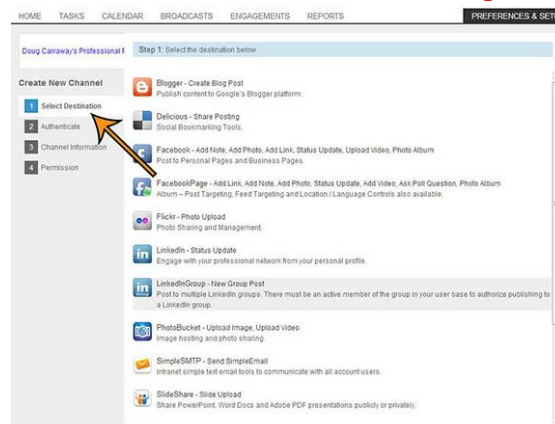 HOME TASKS CALENDAR BROADCASTS ENGAGEMENTS REPORTS PREFERENCES & SET
Doug Carraway's Professional
Step 1: Select the destination below
Create New Channel
1 Select Destination
2 Authenticate
3 Channel Information
4 Permission
Blogger - Create Blog Post
Publish content to Google's Blogger platform.
Delicious - Share Posting
Social Bookmarking Tools.
Facebook - Add Note, Add Photo, Add Link, Status Update, Upload Video, Photo Album
Post to Personal Pages and Business Pages.
FacebookPage - Add Link, Add Note, Add Photo, Status Update, Add Video, Ask Poll Question, Photo Album
Album – Post Targeting, Feed Targeting and Location / Language Controls also available.
Flickr - Photo Upload
Photo Sharing and Management.
in LinkedIn - Status Update
Engage with your professional network from your personal profile.
in LinkedInGroup - New Group Post
Post to multiple LinkedIn groups. There must be an active member of the group in your user base to authorize publishing to
a LinkedIn group.
PhotoBucket - Upload Image, Upload Video
Image hosting and photo sharing.
SimpleSMTP - Send SimpleEmail
Intranet simple text email tools to communicate with all account users.
SlideShare - Slide Upload
Share PowerPoint, Word Docs and Adobe PDF presentations publicly or privately.